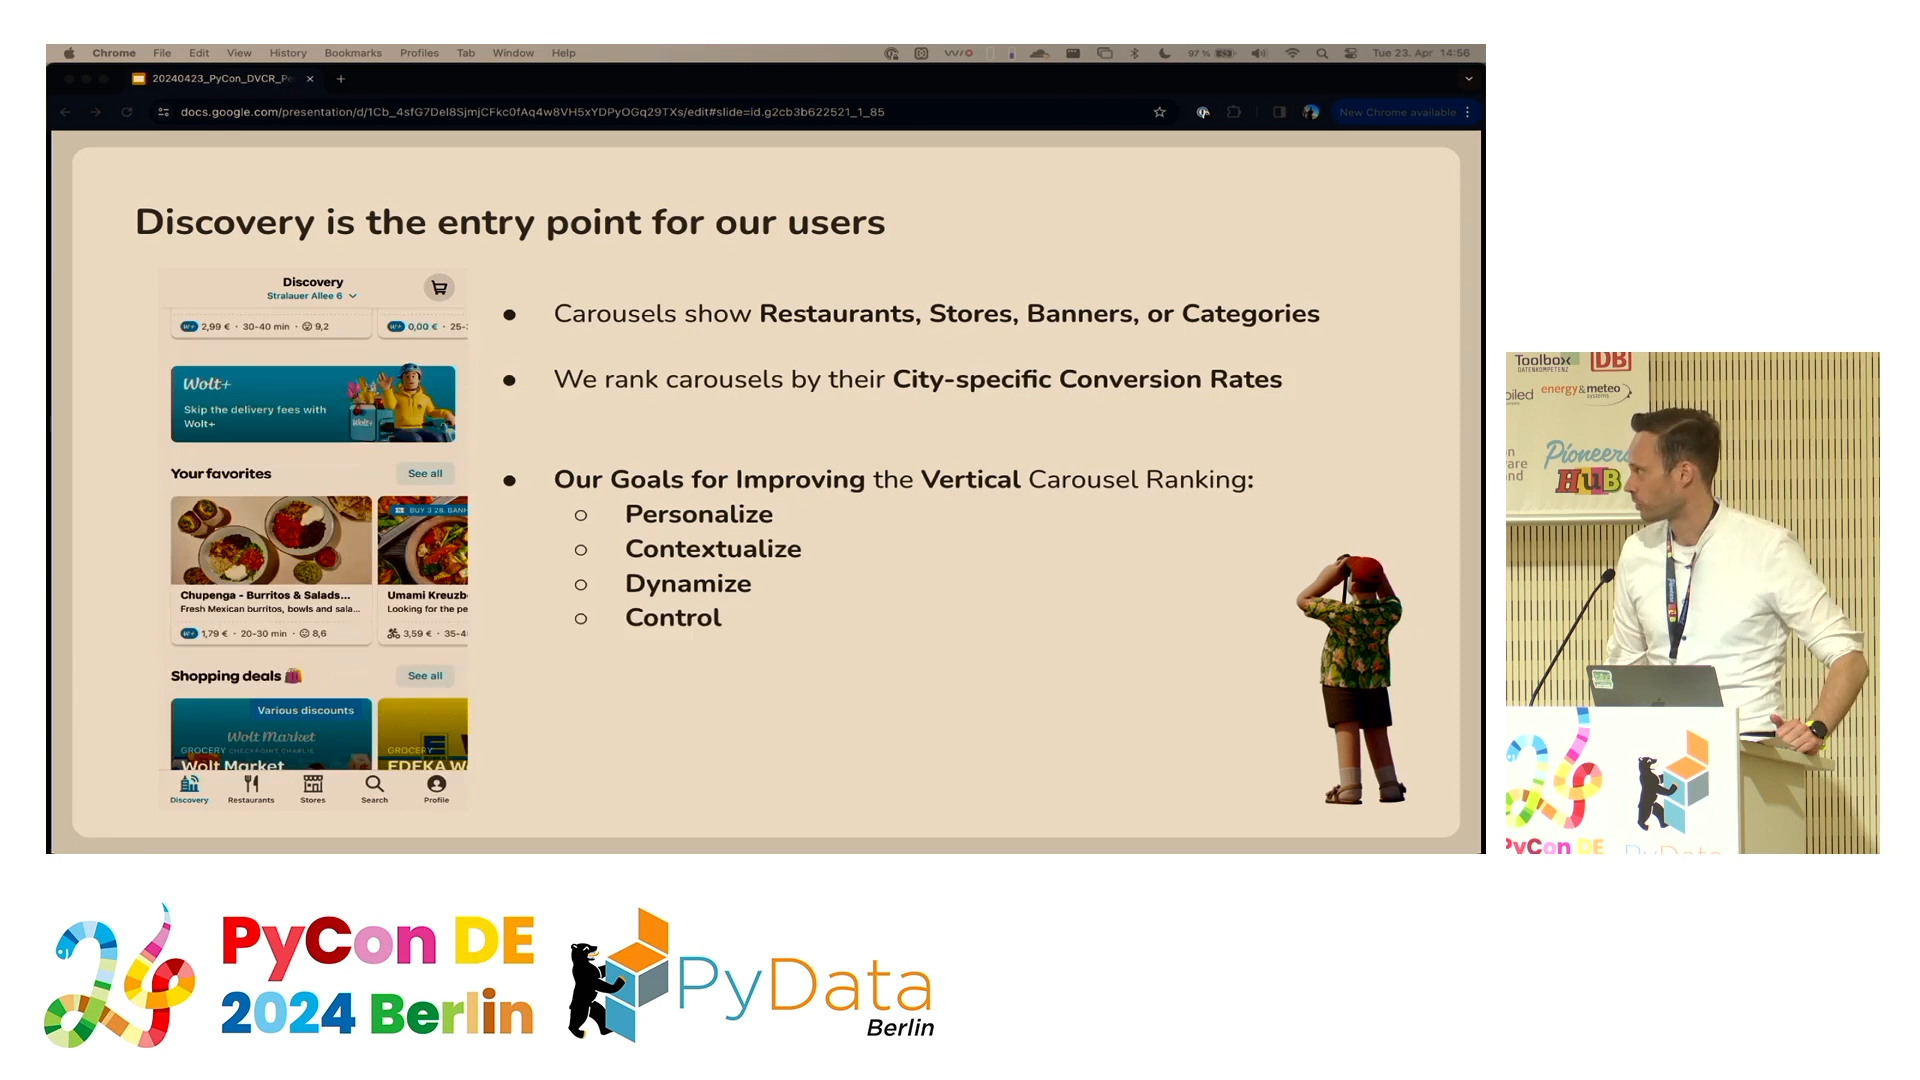 Chrome File Edit View History Bookmarks Profiles Tab Window Help 97 % Tue 23. Apr 14:56
20240423_PyCon_DVCR_Pe
docs.google.com/presentation/d/1Cb_4sfG7Del8SjmjCFkc0fAq4w8VH5xYDPyOGq29TXs/edit#slide=id.g2cb3b622521_1_85
New Chrome available
Discovery is the entry point for our users
Discovery
Stralauer Allee 6
W+ 2,99 € · 30-40 min · 9,2
W+ 0,00 € · 25-
Wolt+
Skip the delivery fees with
Wolt+
Wolt+
Your favorites
See all
BUY 3 28. BANH
Chupenga - Burritos & Salads...
Fresh Mexican burritos, bowls and sala...
W+ 1,79 € · 20-30 min · 8,6
Umami Kreuzb
Looking for the pe
3,59 € · 35-4
Shopping deals
See all
Various discounts
Wolt Market
GROCERY CHECKPOINT CHARLIE
Wolt Market
GROCERY
EDEKA W
Discovery
Restaurants
Stores
Search
Profile
● Carousels show Restaurants, Stores, Banners, or Categories
● We rank carousels by their City-specific Conversion Rates
● Our Goals for Improving the Vertical Carousel Ranking:
○ Personalize
○ Contextualize
○ Dynamize
○ Control
Toolbox
DATENKOMPETENZ
DB
energy & meteo
systems
Pioneers
HUB
PyCon DE
PyData
PyCon DE
2024 Berlin
PyData
Berlin